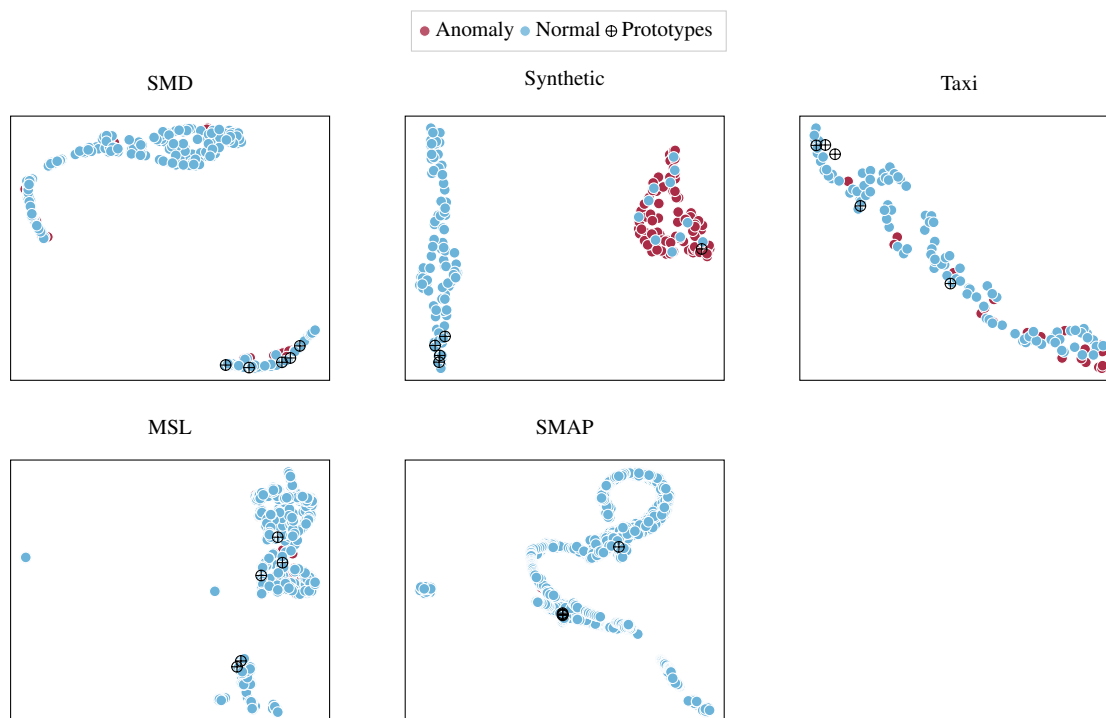 Anomaly Normal Prototypes
SMD
Synthetic
Taxi
MSL
SMAP